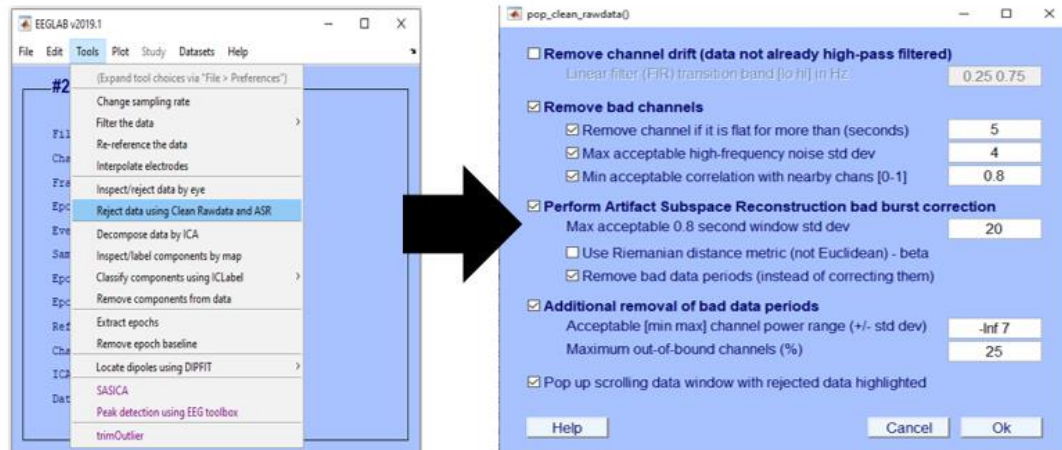 EEGLAB v2019.1
File Edit Tools Plot Study Datasets Help
#2
(Expand tool choices via "File > Preferences")
Change sampling rate
Filter the data
Re-reference the data
Interpolate electrodes
Inspect/reject data by eye
Reject data using Clean Rawdata and ASR
Decompose data by ICA
Inspect/label components by map
Classify components using ICLabel
Remove components from data
Extract epochs
Remove epoch baseline
Locate dipoles using DIPFIT
SASICA
Peak detection using EEG toolbox
trimOutlier
Fil
Cha
Fra
Epo
Eve
Sam
Epo
Epo
Ref
Cha
ICA
Dat
pop_clean_rawdata()
Remove channel drift (data not already high-pass filtered)
Linear filter (FIR) transition band [lo hi] in Hz 0.25 0.75
Remove bad channels
Remove channel if it is flat for more than (seconds) 5
Max acceptable high-frequency noise std dev 4
Min acceptable correlation with nearby chans [0-1] 0.8
Perform Artifact Subspace Reconstruction bad burst correction
Max acceptable 0.8 second window std dev 20
Use Riemanian distance metric (not Euclidean) - beta
Remove bad data periods (instead of correcting them)
Additional removal of bad data periods
Acceptable [min max] channel power range (+/- std dev) -Inf 7
Maximum out-of-bound channels (%) 25
Pop up scrolling data window with rejected data highlighted
Help Cancel Ok